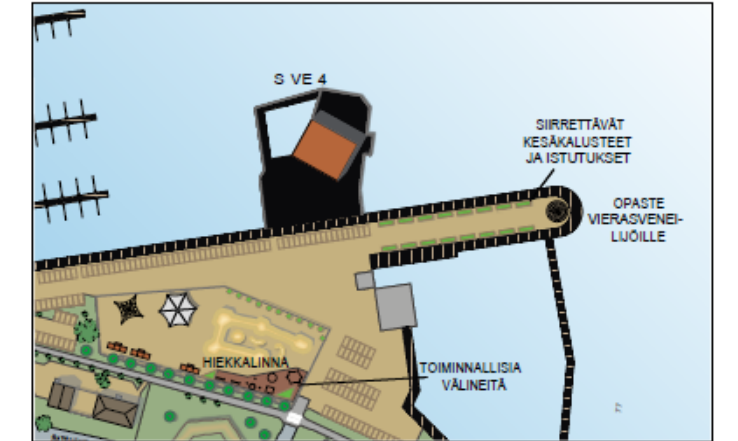 S VE 4
SIIRRETTÄVÄT
KESÄKALUSTEET
JA ISTUTUKSET
OPASTE
VIERASVENEI-
LIJÖILLE
HIEKKALINNA
TOIMINNALLISIA
VÄLINEITÄ